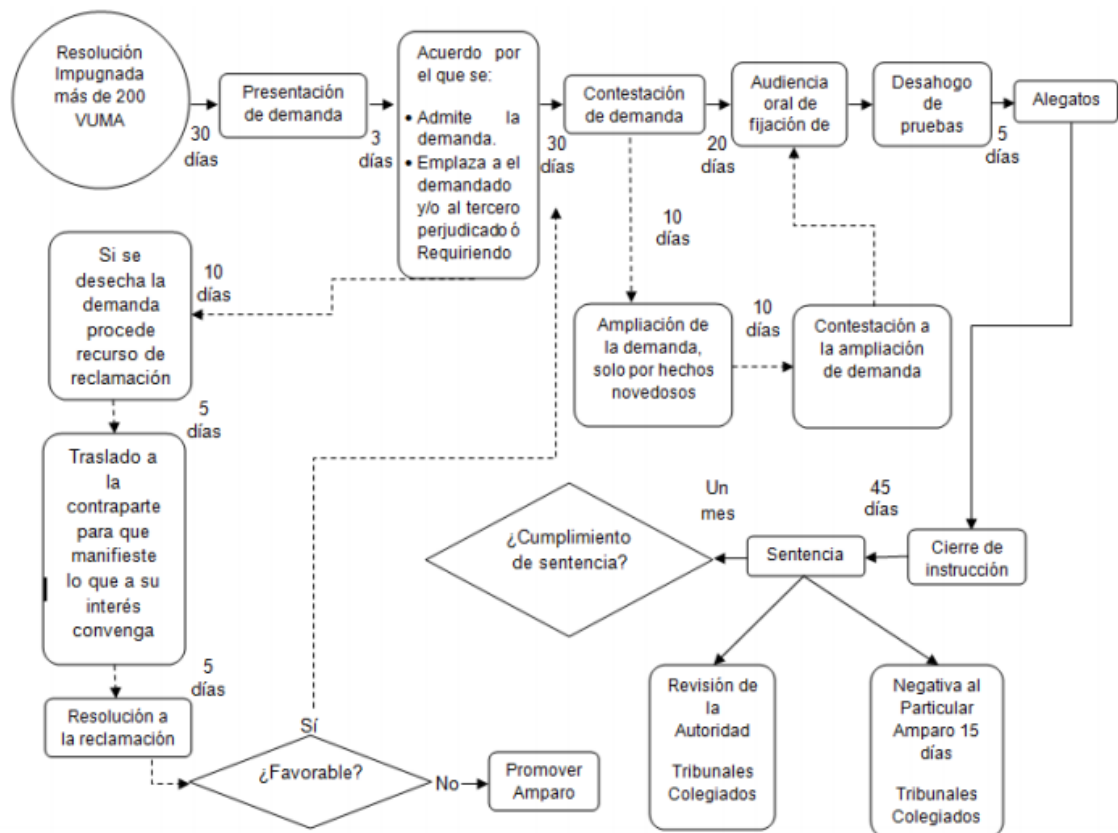 Resolución
Impugnada
más de 200
VUMA
30
días
Presentación
de demanda
3
días
Acuerdo por
el que se:
• Admite la
demanda.
• Emplaza a el
demandado
y/o al tercero
perjudicado ó
Requiriendo
30
días
Contestación
de demanda
20
días
Audiencia
oral de
fijación de
Desahogo
de
pruebas
5
días
Alegatos
10
días
Ampliación de
la demanda,
solo por hechos
novedosos
10
días
Contestación a
la ampliación
de demanda
Si se
desecha la
demanda
procede
recurso de
reclamación
10
días
5
días
Traslado a
la
contraparte
para que
manifieste
lo que a su
interés
convenga
5
días
Resolución a
la reclamación
¿Favorable?
Sí
No
Promover
Amparo
Cierre de
instrucción
45
días
Sentencia
Un
mes
¿Cumplimiento
de sentencia?
Revisión de
la
Autoridad
Tribunales
Colegiados
Negativa al
Particular
Amparo 15
días
Tribunales
Colegiados